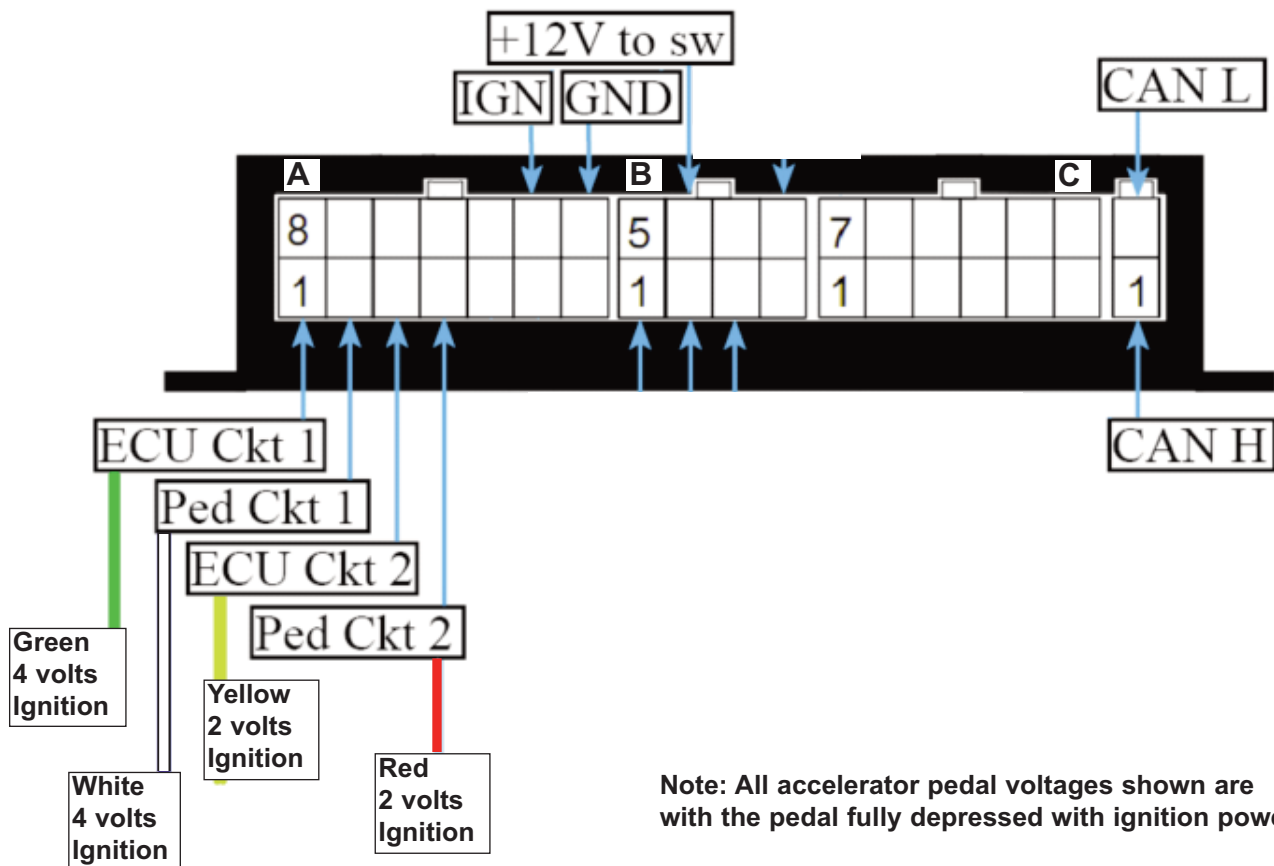 +12V to sw
IGN GND
CAN L
A B C
8 5 7
1 1 1 1
ECU Ckt 1
CAN H
Ped Ckt 1
ECU Ckt 2
Ped Ckt 2
Green
4 volts
Ignition
Yellow
2 volts
Ignition
White
4 volts
Ignition
Red
2 volts
Ignition
Note: All accelerator pedal voltages shown are
with the pedal fully depressed with ignition